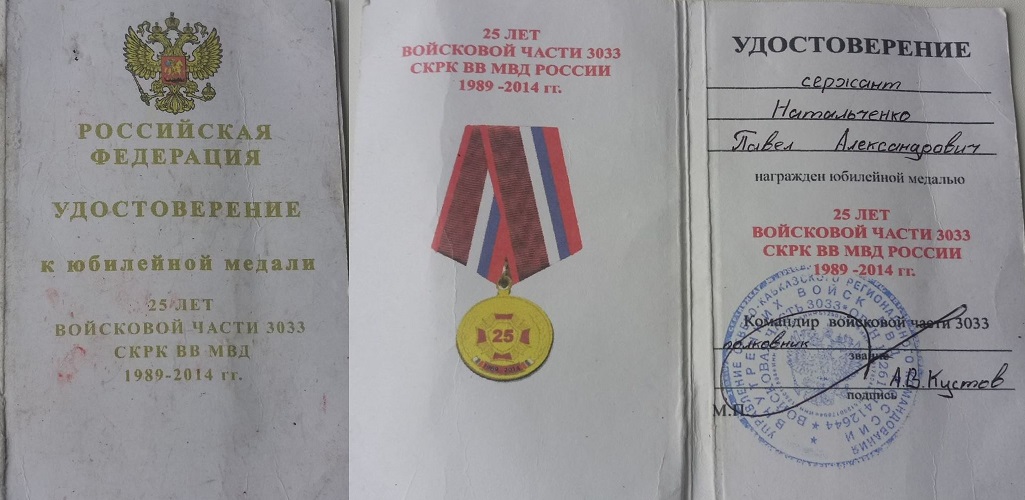 РОССИЙСКАЯ
ФЕДЕРАЦИЯ
УДОСТОВЕРЕНИЕ
к юбилейной медали
25 ЛЕТ
ВОЙСКОВОЙ ЧАСТИ 3033
СКРК ВВ МВД
1989-2014 гг.
25 ЛЕТ
ВОЙСКОВОЙ ЧАСТИ 3033
СКРК ВВ МВД РОССИИ
1989 -2014 гг.
25
1989-2014
УДОСТОВЕРЕНИЕ
сержант
Натальченко
Павел Александрович
награжден юбилейной медалью
25 ЛЕТ
ВОЙСКОВОЙ ЧАСТИ 3033
СКРК ВВ МВД РОССИИ
1989 -2014 гг.
Командир войсковой части 3033
полковник
звание
А.В.Кустов
подпись
М.П.